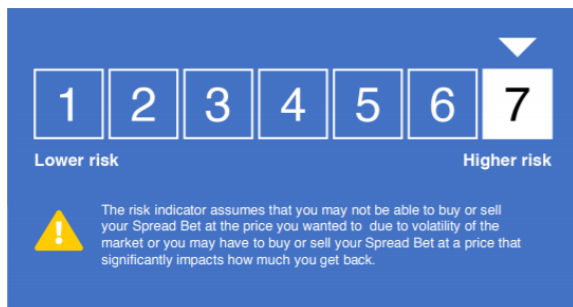 1 2 3 4 5 6 7
Lower risk Higher risk
The risk indicator assumes that you may not be able to buy or sell
your Spread Bet at the price you wanted to due to volatility of the
market or you may have to buy or sell your Spread Bet at a price that
significantly impacts how much you get back.